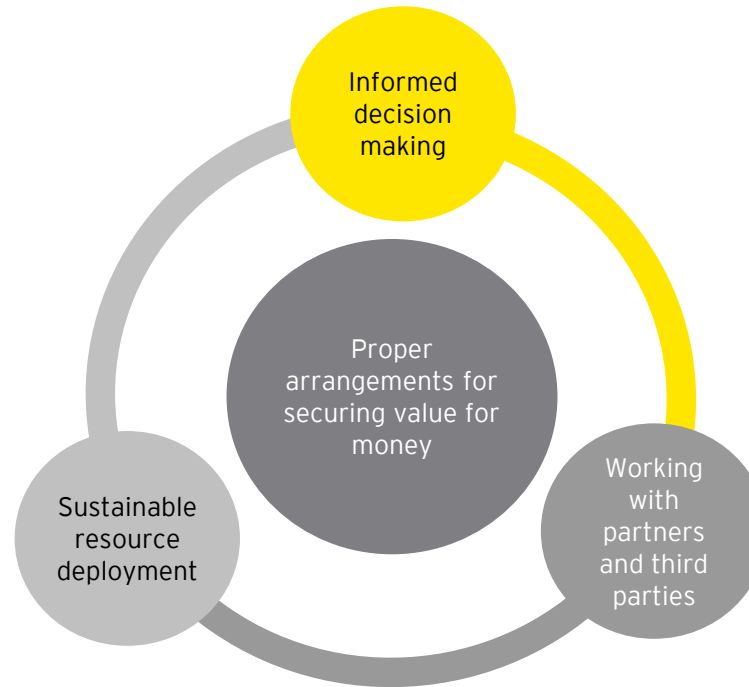 Informed
decision
making
Proper
arrangements for
securing value for
money
Sustainable
resource
deployment
Working
with
partners
and third
parties